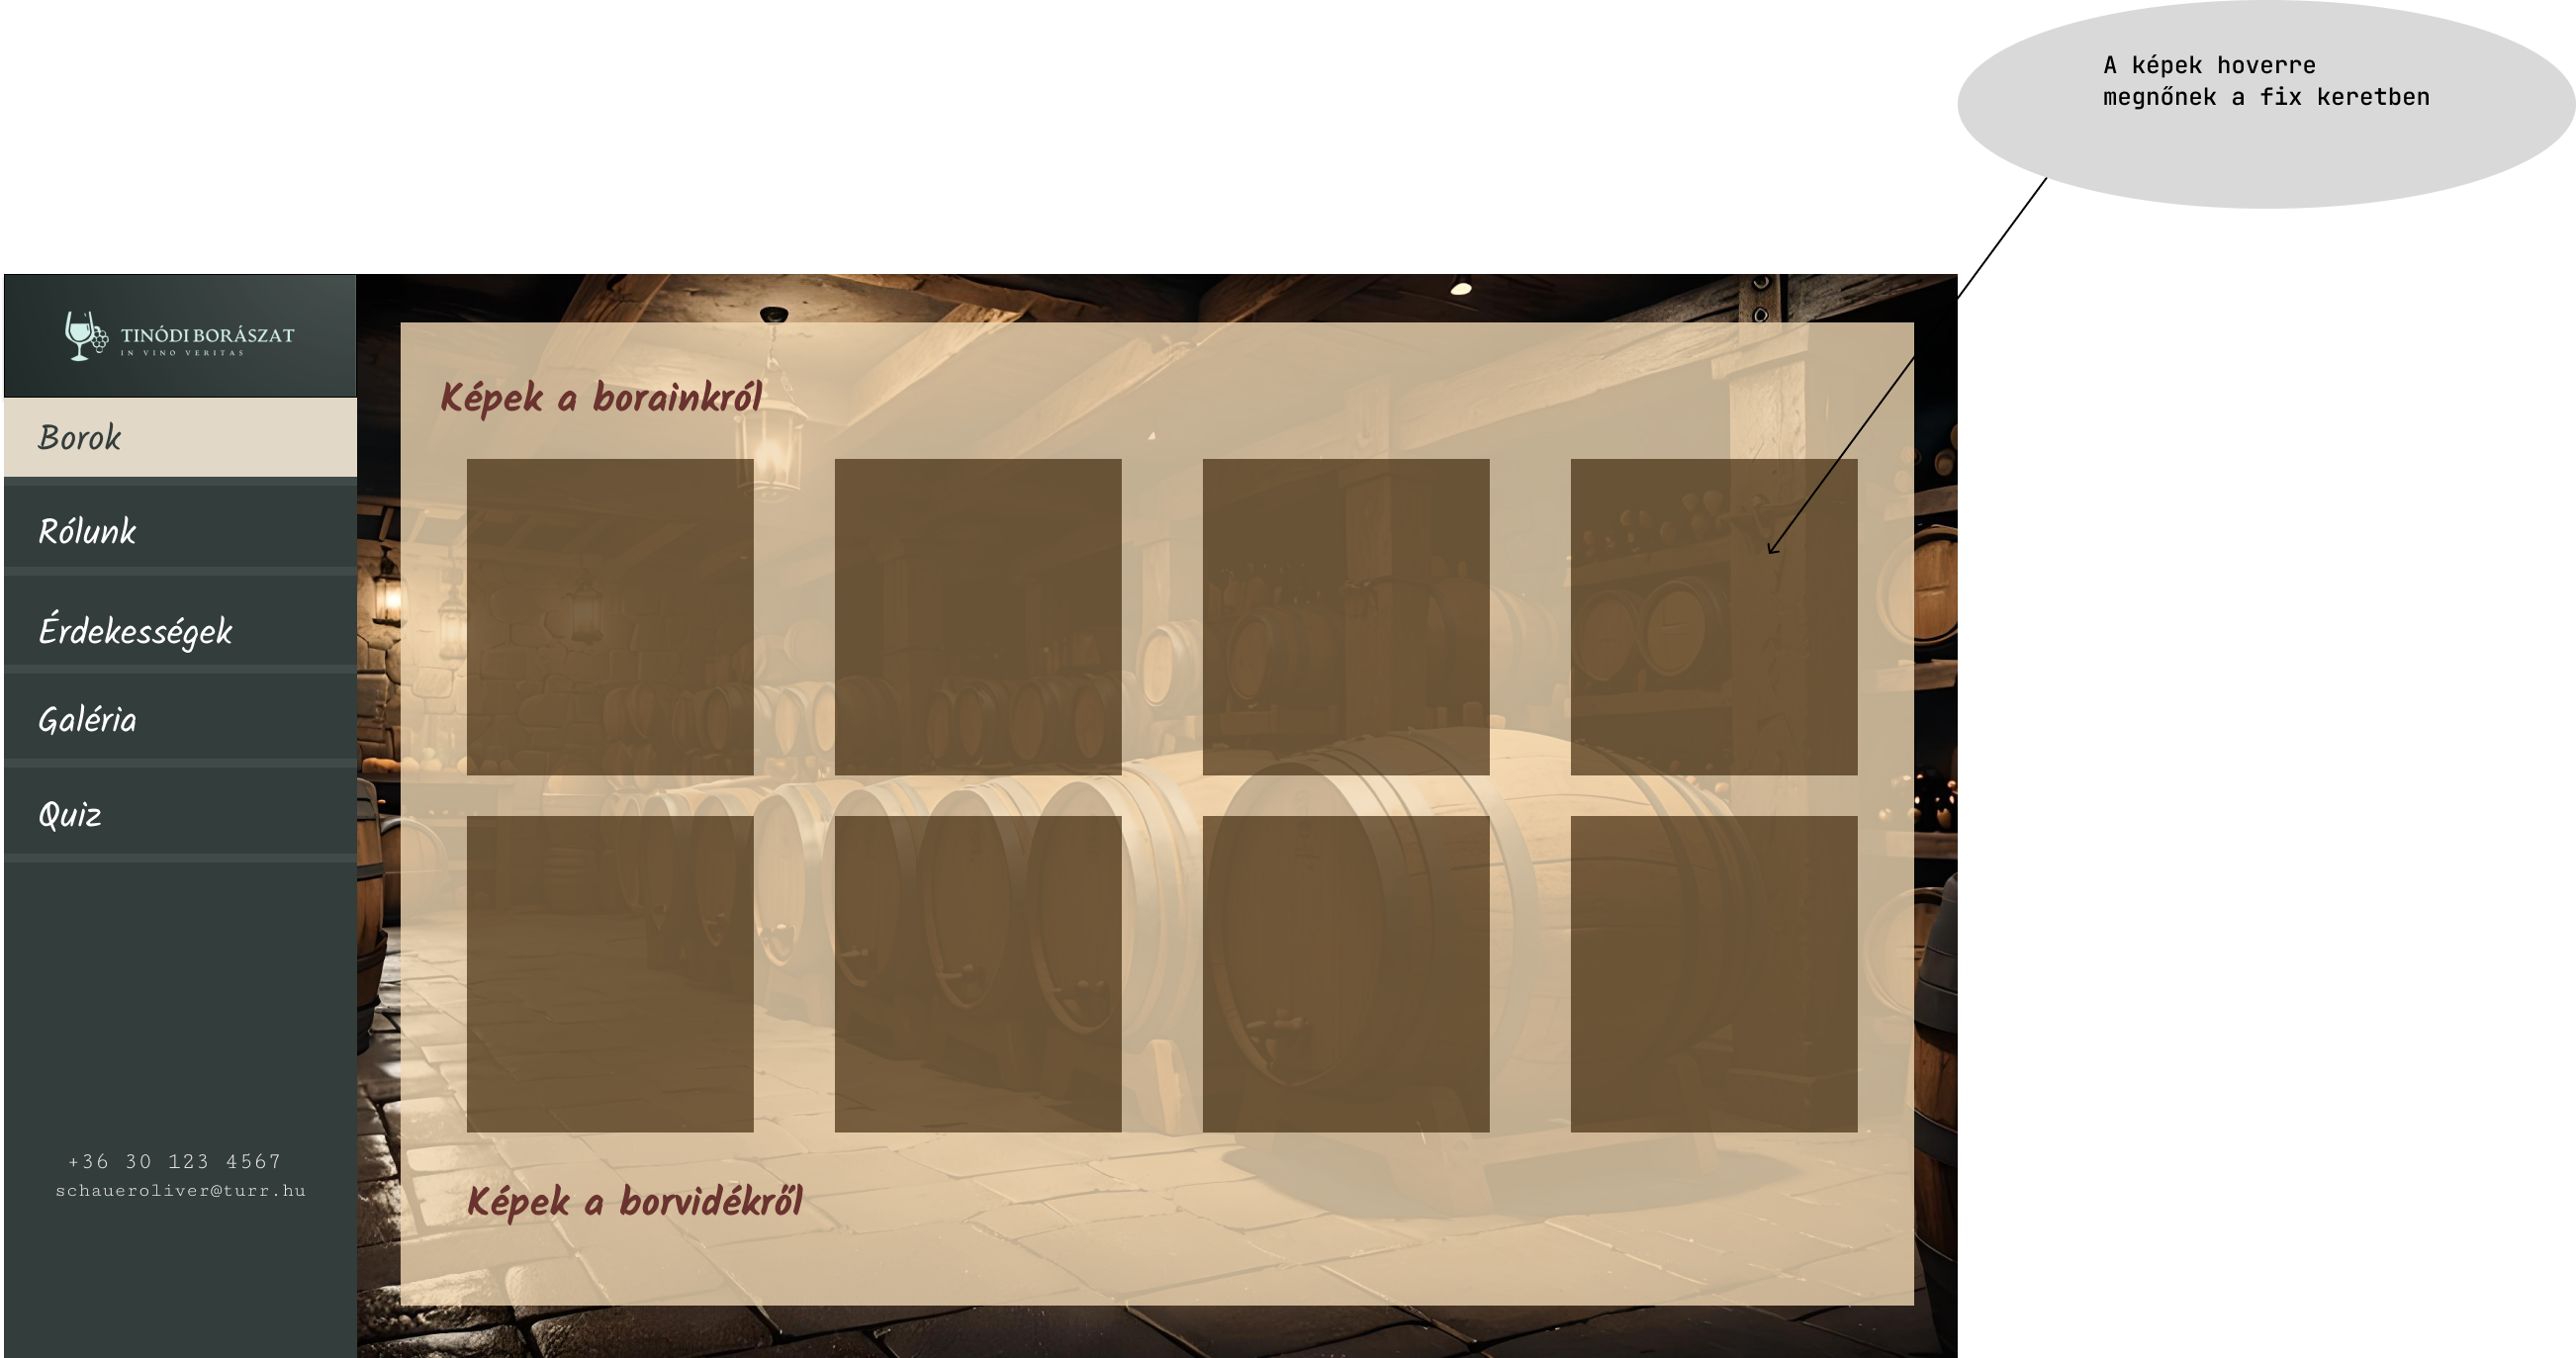 A képek hoverre
megnőnek a fix keretben
TINÓDI BORÁSZAT
IN VINO VERITAS
Borok
Rólunk
Érdekességek
Galéria
Quiz
+36 30 123 4567
schaueroliver@turr.hu
Képek a borainkról
Képek a borvidékről